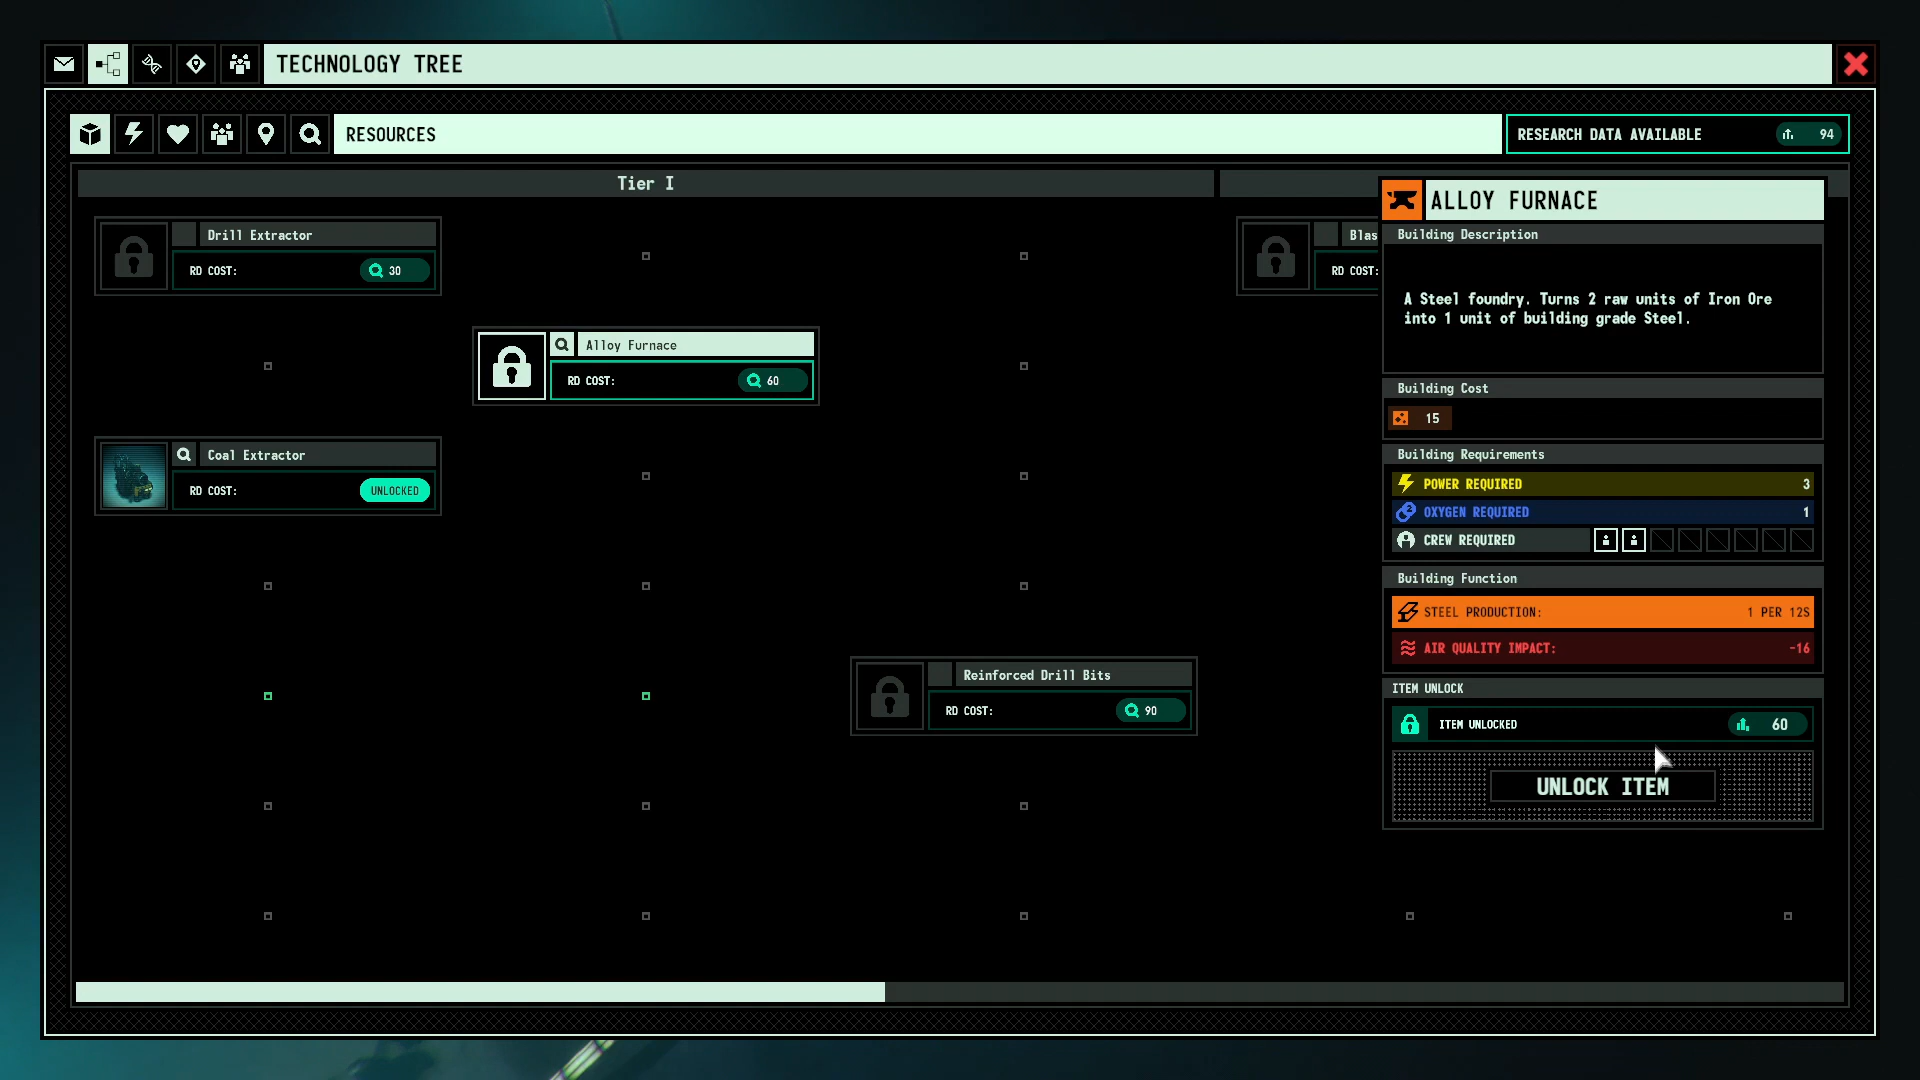 TECHNOLOGY TREE
RESOURCES
RESEARCH DATA AVAILABLE
94
Tier I
Drill Extractor
RD COST:
30
Alloy Furnace
RD COST:
60
Coal Extractor
RD COST:
UNLOCKED
Reinforced Drill Bits
RD COST:
90
Blas
RD COST:
ALLOY FURNACE
Building Description
A Steel foundry. Turns 2 raw units of Iron Ore
into 1 unit of building grade Steel.
Building Cost
15
Building Requirements
POWER REQUIRED
3
OXYGEN REQUIRED
1
CREW REQUIRED
Building Function
STEEL PRODUCTION:
1 PER 12S
AIR QUALITY IMPACT:
-16
ITEM UNLOCK
ITEM UNLOCKED
60
UNLOCK ITEM